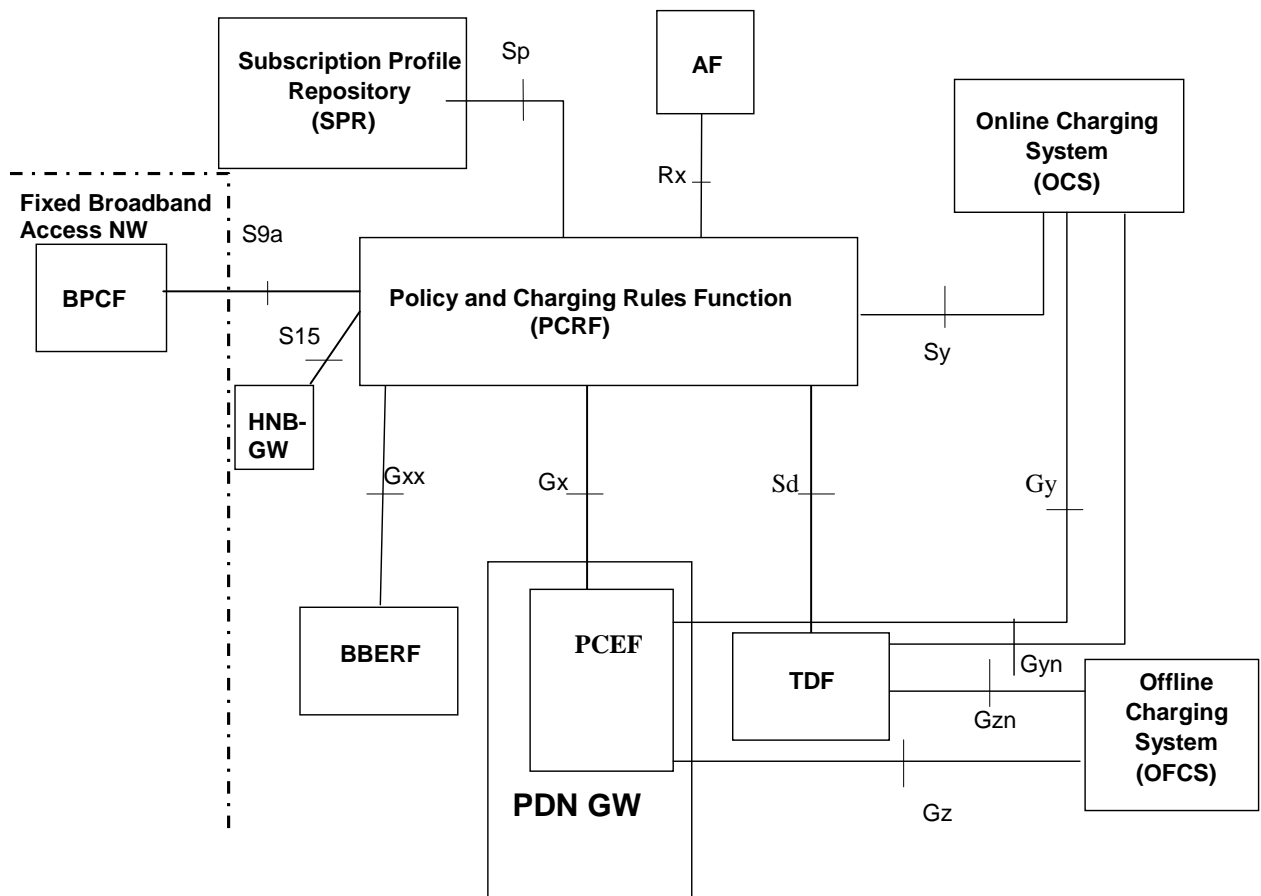 Sp
AF
Subscription Profile
Repository
(SPR)
Online Charging
System
(OCS)
Rx
Fixed Broadband
Access NW
S9a
BPCF
Policy and Charging Rules Function
(PCRF)
S15
Sy
HNB-
GW
Gxx
Gx
Sd
Gy
PCEF
BBERF
TDF
Gyn
Offline
Charging
System
(OFCS)
Gzn
PDN GW
Gz